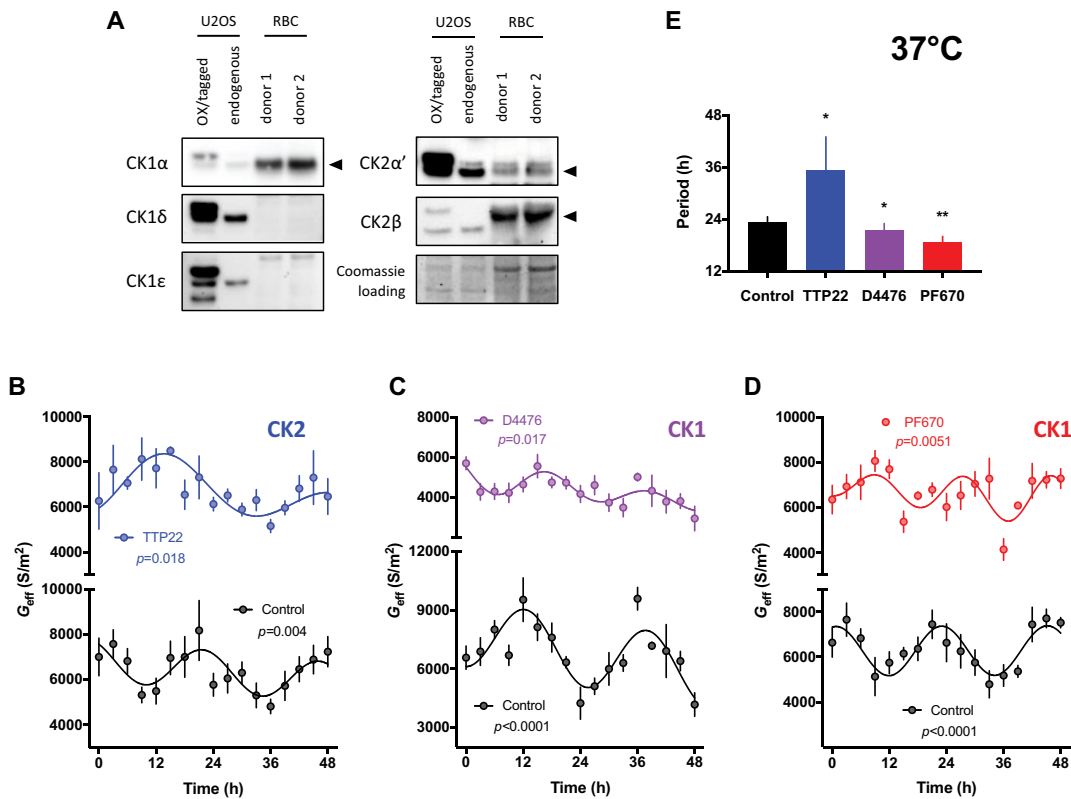 A
U2OS
RBC
OX/tagged
endogenous
donor 1
donor 2
CK1α
CK1δ
CK1ε
U2OS
RBC
OX/tagged
endogenous
donor 1
donor 2
CK2α’
CK2β
Coomassie
loading
E
37°C
Period (h)
48
36
24
12
*
*
**
Control
TTP22
D4476
PF670
B
CK2
10000
8000
6000
4000
TTP22
p=0.018
Geff (S/m²)
8000
6000
4000
2000
Control
p=0.004
0
12
24
36
48
Time (h)
C
CK1
8000
6000
4000
2000
D4476
p=0.017
Geff (S/m²)
12000
9000
6000
3000
Control
p<0.0001
0
12
24
36
48
Time (h)
D
CK1
10000
8000
6000
4000
PF670
p=0.0051
Geff (S/m²)
10000
8000
6000
4000
2000
Control
p<0.0001
0
12
24
36
48
Time (h)